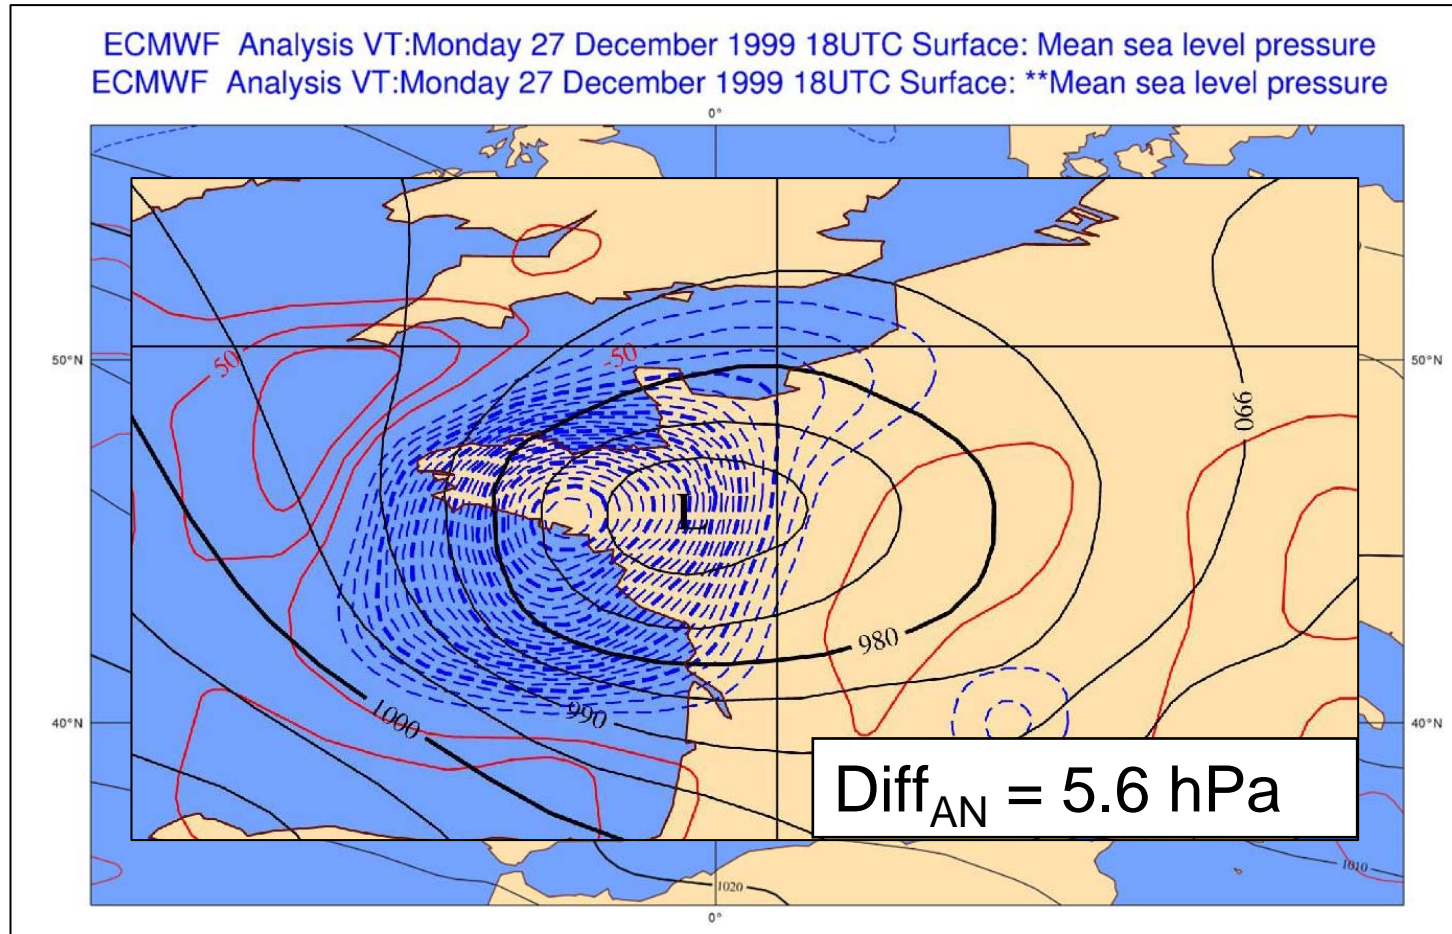 ECMWF Analysis VT:Monday 27 December 1999 18UTC Surface: Mean sea level pressure
ECMWF Analysis VT:Monday 27 December 1999 18UTC Surface: **Mean sea level pressure
0°
50°N
50
-50
50°N
990
L
980
990
1000
40°N
40°N
Diff_AN = 5.6 hPa
1010
1020
0°